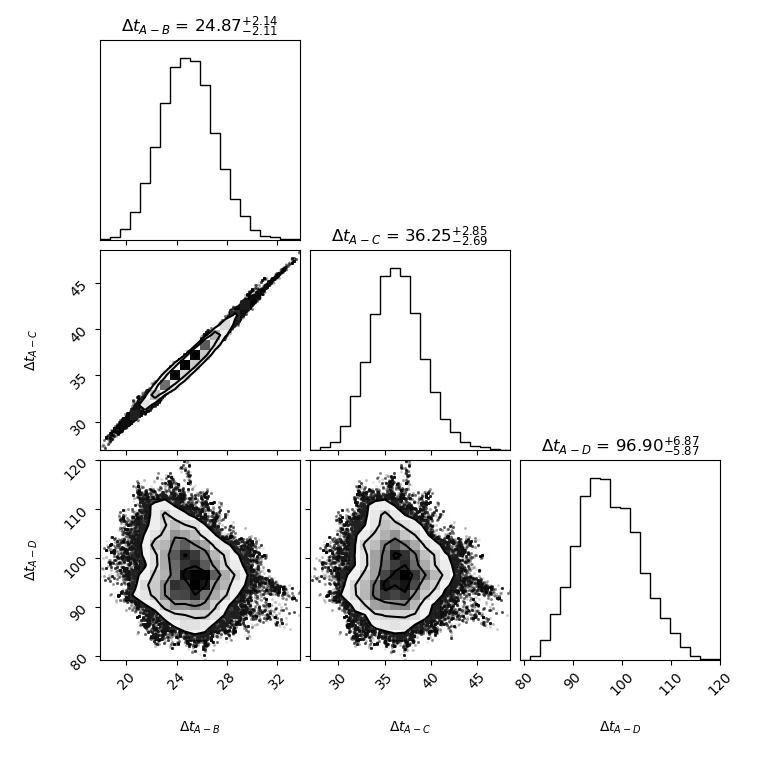 Δt_{A−B} = 24.87^{+2.14}_{−2.11}
45
40
35
30
Δt_{A−C}
Δt_{A−C} = 36.25^{+2.85}_{−2.69}
120
110
100
90
80
Δt_{A−D}
Δt_{A−D} = 96.90^{+6.87}_{−5.87}
20 24 28 32
30 35 40 45
80 90 100 110 120
Δt_{A−B}
Δt_{A−C}
Δt_{A−D}